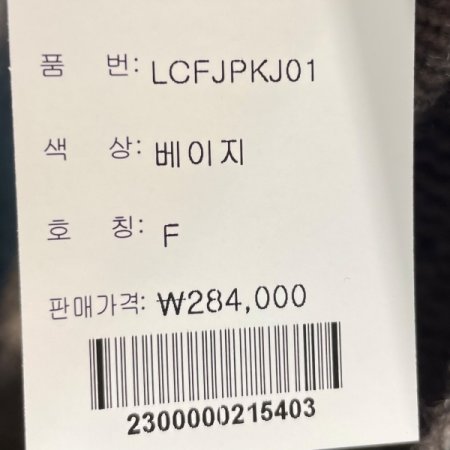 품 번: LCFJPKJ01
색 상: 베이지
호 칭: F
판매가격: ₩284,000
2300000215403